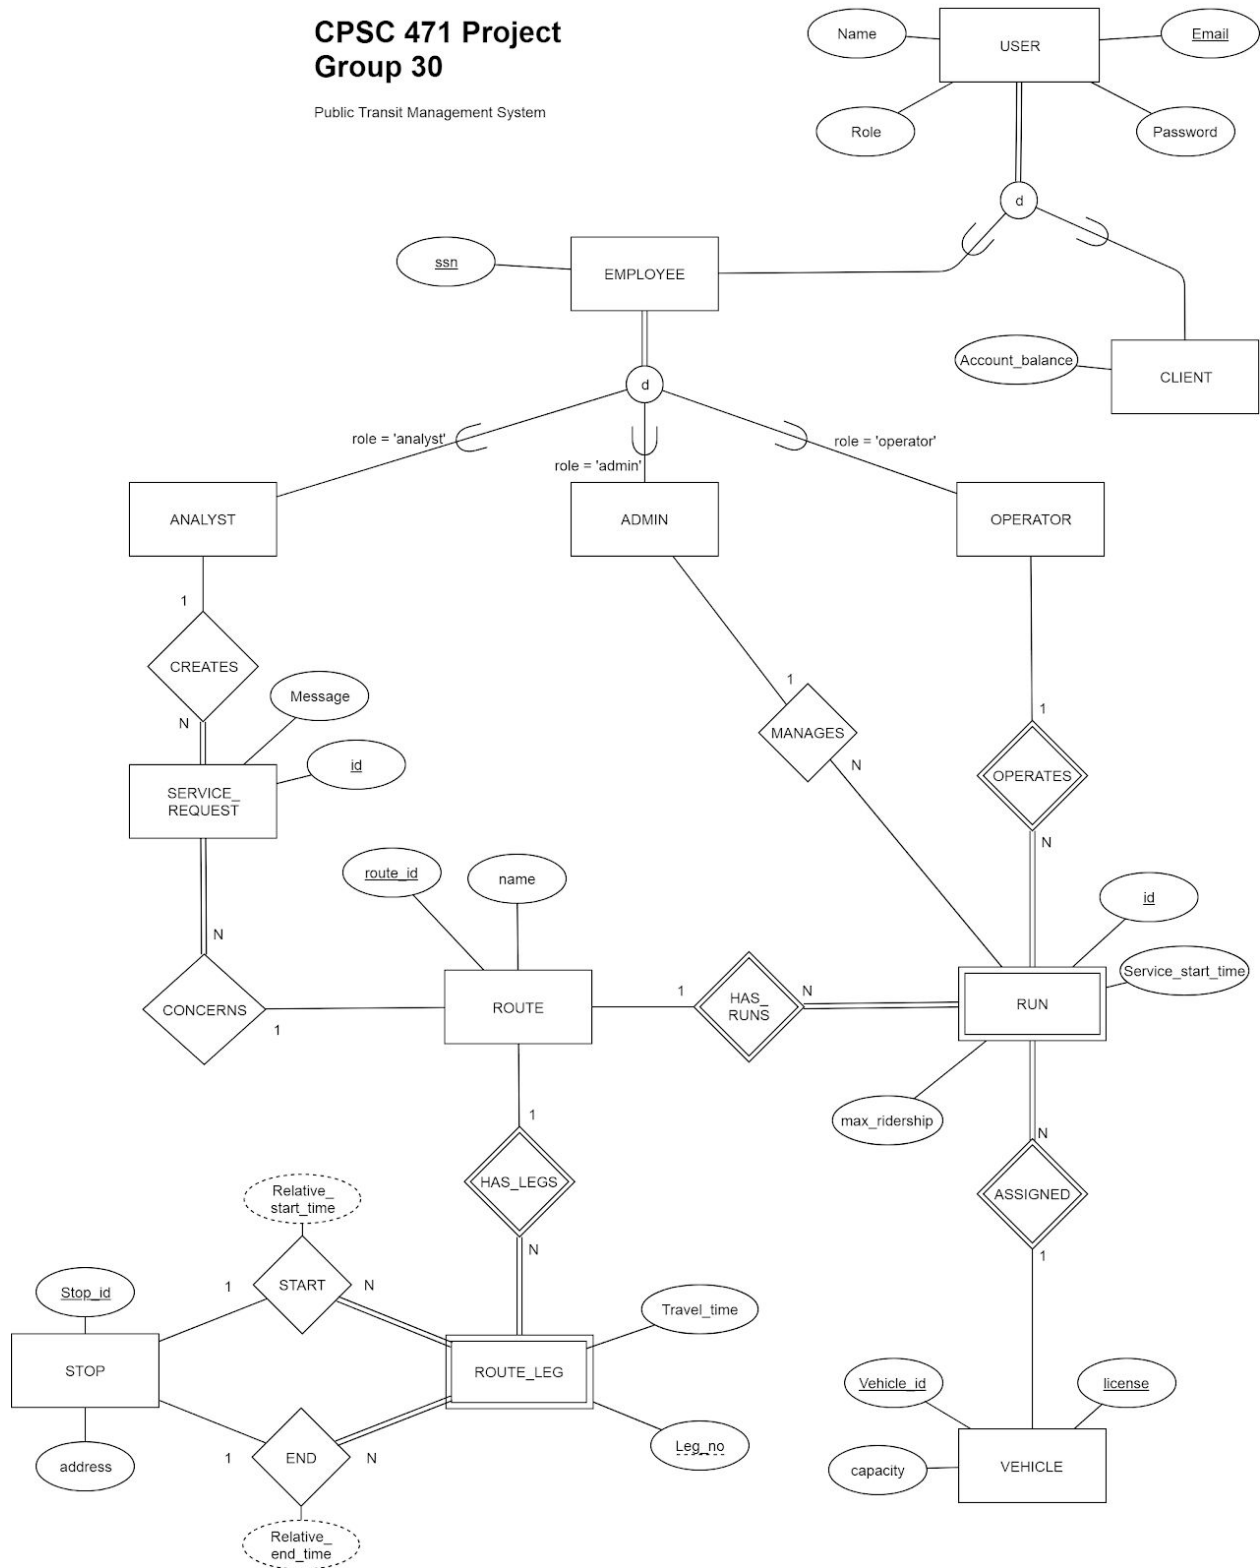 CPSC 471 Project
Group 30
Public Transit Management System
Name
USER
Email
Role
Password
d
ssn
EMPLOYEE
Account_balance
CLIENT
d
role = 'analyst'
role = 'admin'
role = 'operator'
ANALYST
ADMIN
OPERATOR
1
CREATES
N
Message
id
SERVICE_
REQUEST
1
MANAGES
N
1
OPERATES
N
route_id
name
id
Service_start_time
N
CONCERNS
1
ROUTE
1
HAS_
RUNS
N
RUN
max_ridership
1
HAS_LEGS
N
N
ASSIGNED
1
Relative_
start_time
1
START
N
Stop_id
STOP
address
ROUTE_LEG
Travel_time
Leg_no
1
END
N
Relative_
end_time
Vehicle_id
license
capacity
VEHICLE